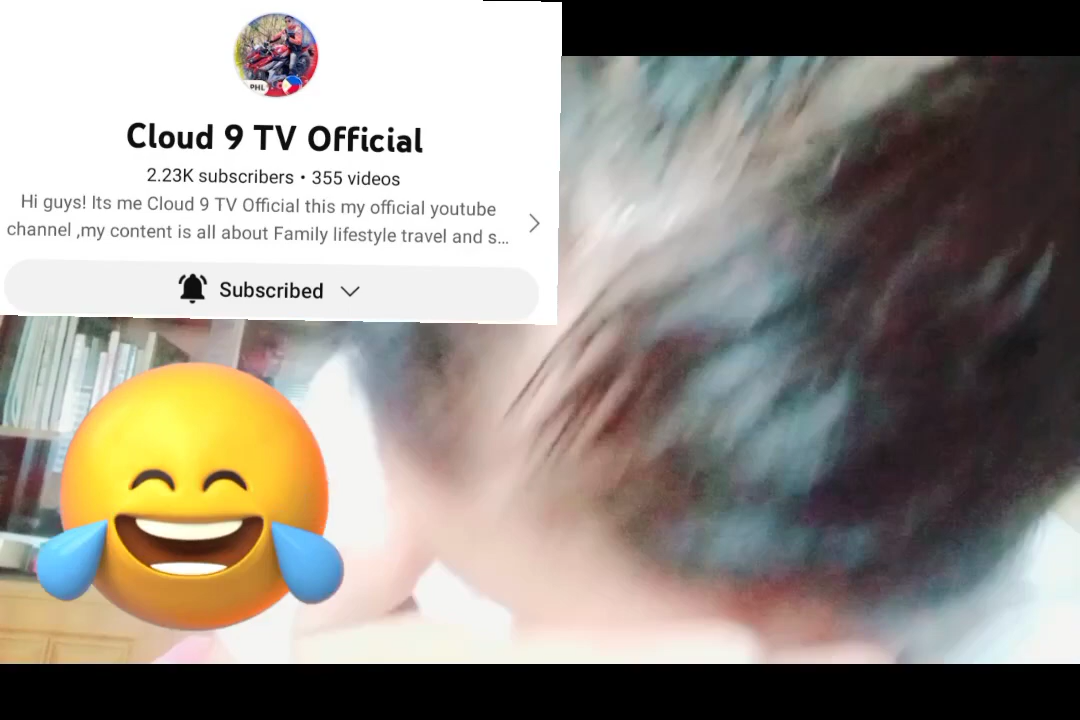 PHL
Cloud 9 TV Official
2.23K subscribers • 355 videos
Hi guys! Its me Cloud 9 TV Official this my official youtube
channel ,my content is all about Family lifestyle travel and s...
Subscribed